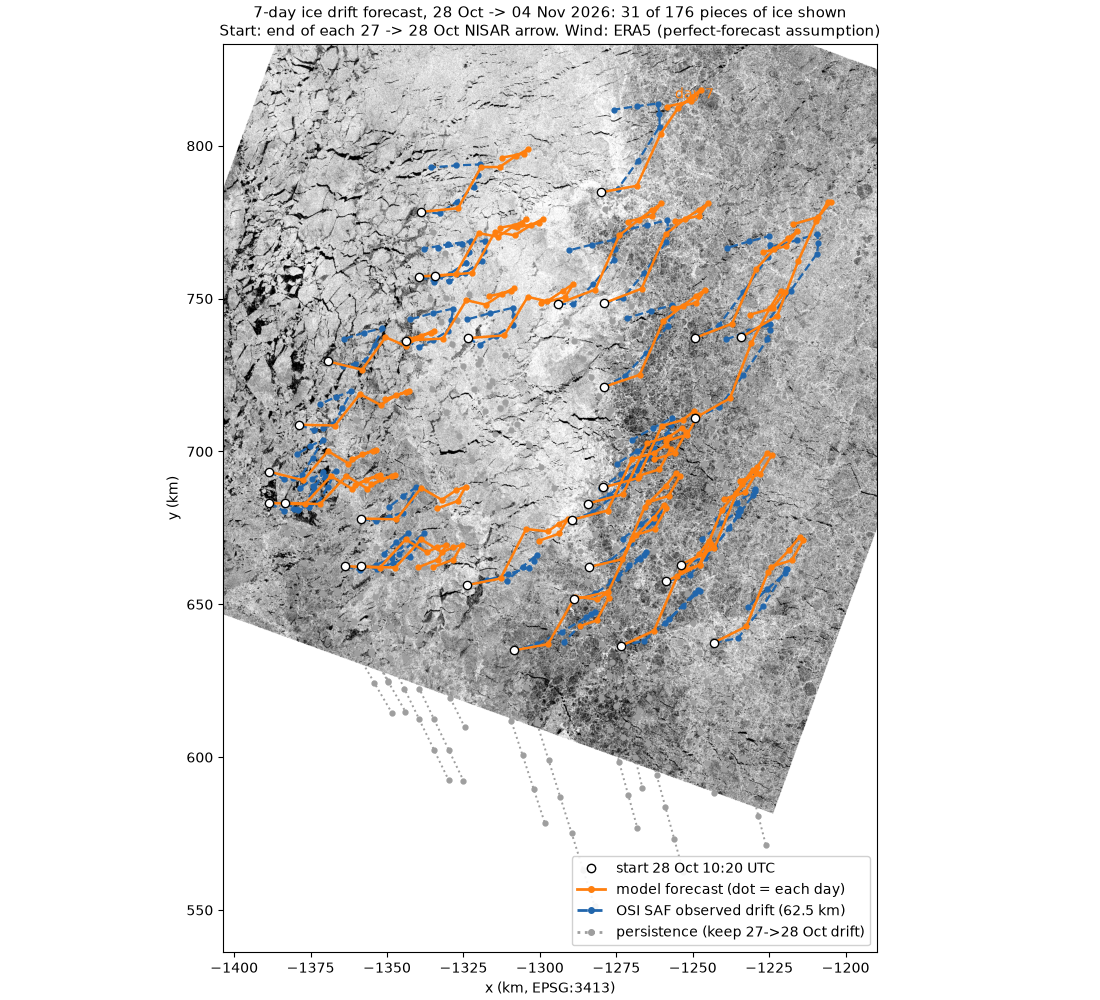 7-day ice drift forecast, 28 Oct -> 04 Nov 2026: 31 of 176 pieces of ice shown
Start: end of each 27 -> 28 Oct NISAR arrow. Wind: ERA5 (perfect-forecast assumption)
800
750
700
650
600
550
y (km)
−1400
−1375
−1350
−1325
−1300
−1275
−1250
−1225
−1200
x (km, EPSG:3413)
start 28 Oct 10:20 UTC
model forecast (dot = each day)
OSI SAF observed drift (62.5 km)
persistence (keep 27->28 Oct drift)